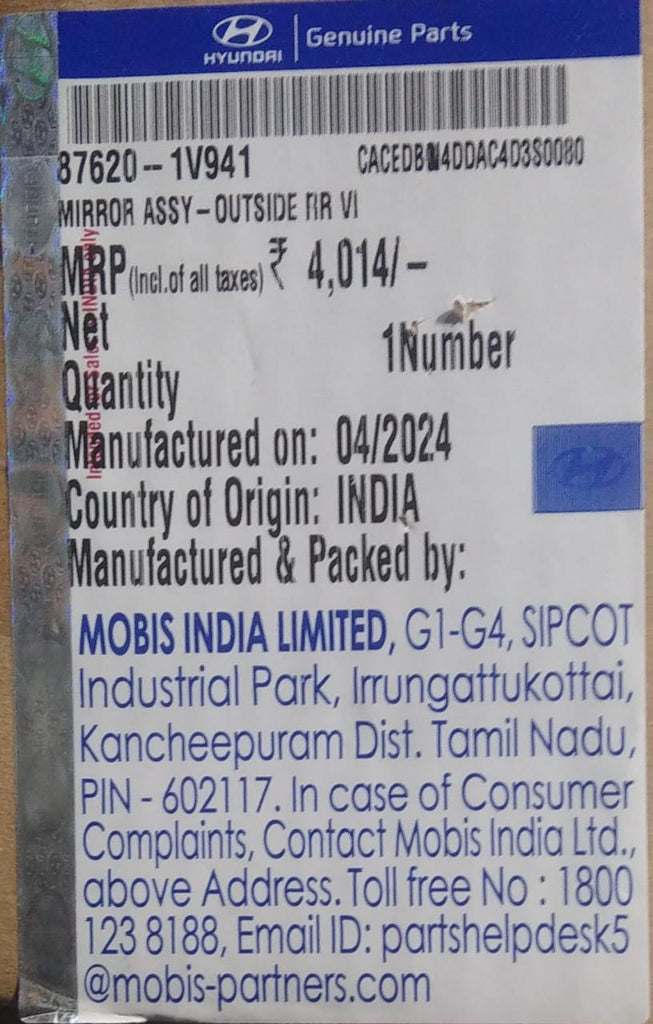 HYUNDAI | Genuine Parts
87620-1V941
MIRROR ASSY-OUTSIDE RR VI
MRP (Incl.of all taxes) ₹ 4,014/-
Net
Quantity 1Number
Manufactured on: 04/2024
Country of Origin: INDIA
Manufactured & Packed by:
MOBIS INDIA LIMITED, G1-G4, SIPCOT
Industrial Park, Irrungattukottai,
Kancheepuram Dist. Tamil Nadu,
PIN - 602117. In case of Consumer
Complaints, Contact Mobis India Ltd.,
above Address. Toll free No : 1800
123 8188, Email ID: partshelpdesk5
@mobis-partners.com